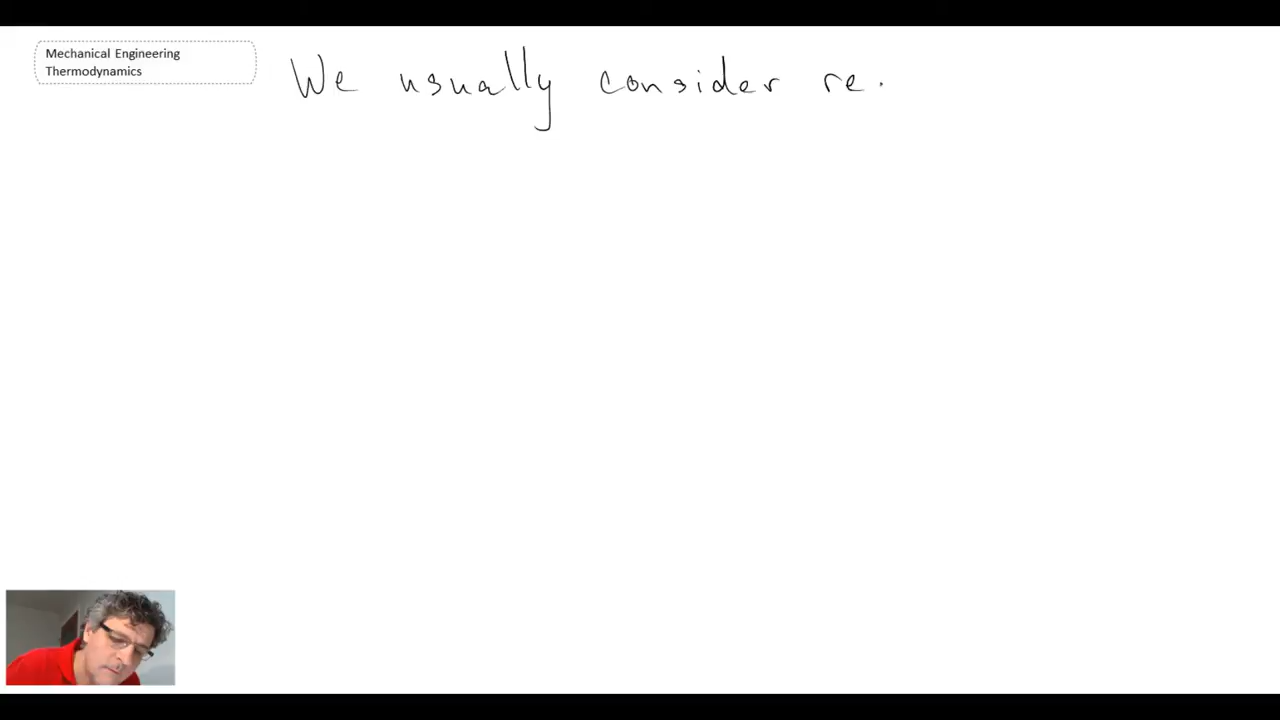 Mechanical Engineering
Thermodynamics
We usually consider re